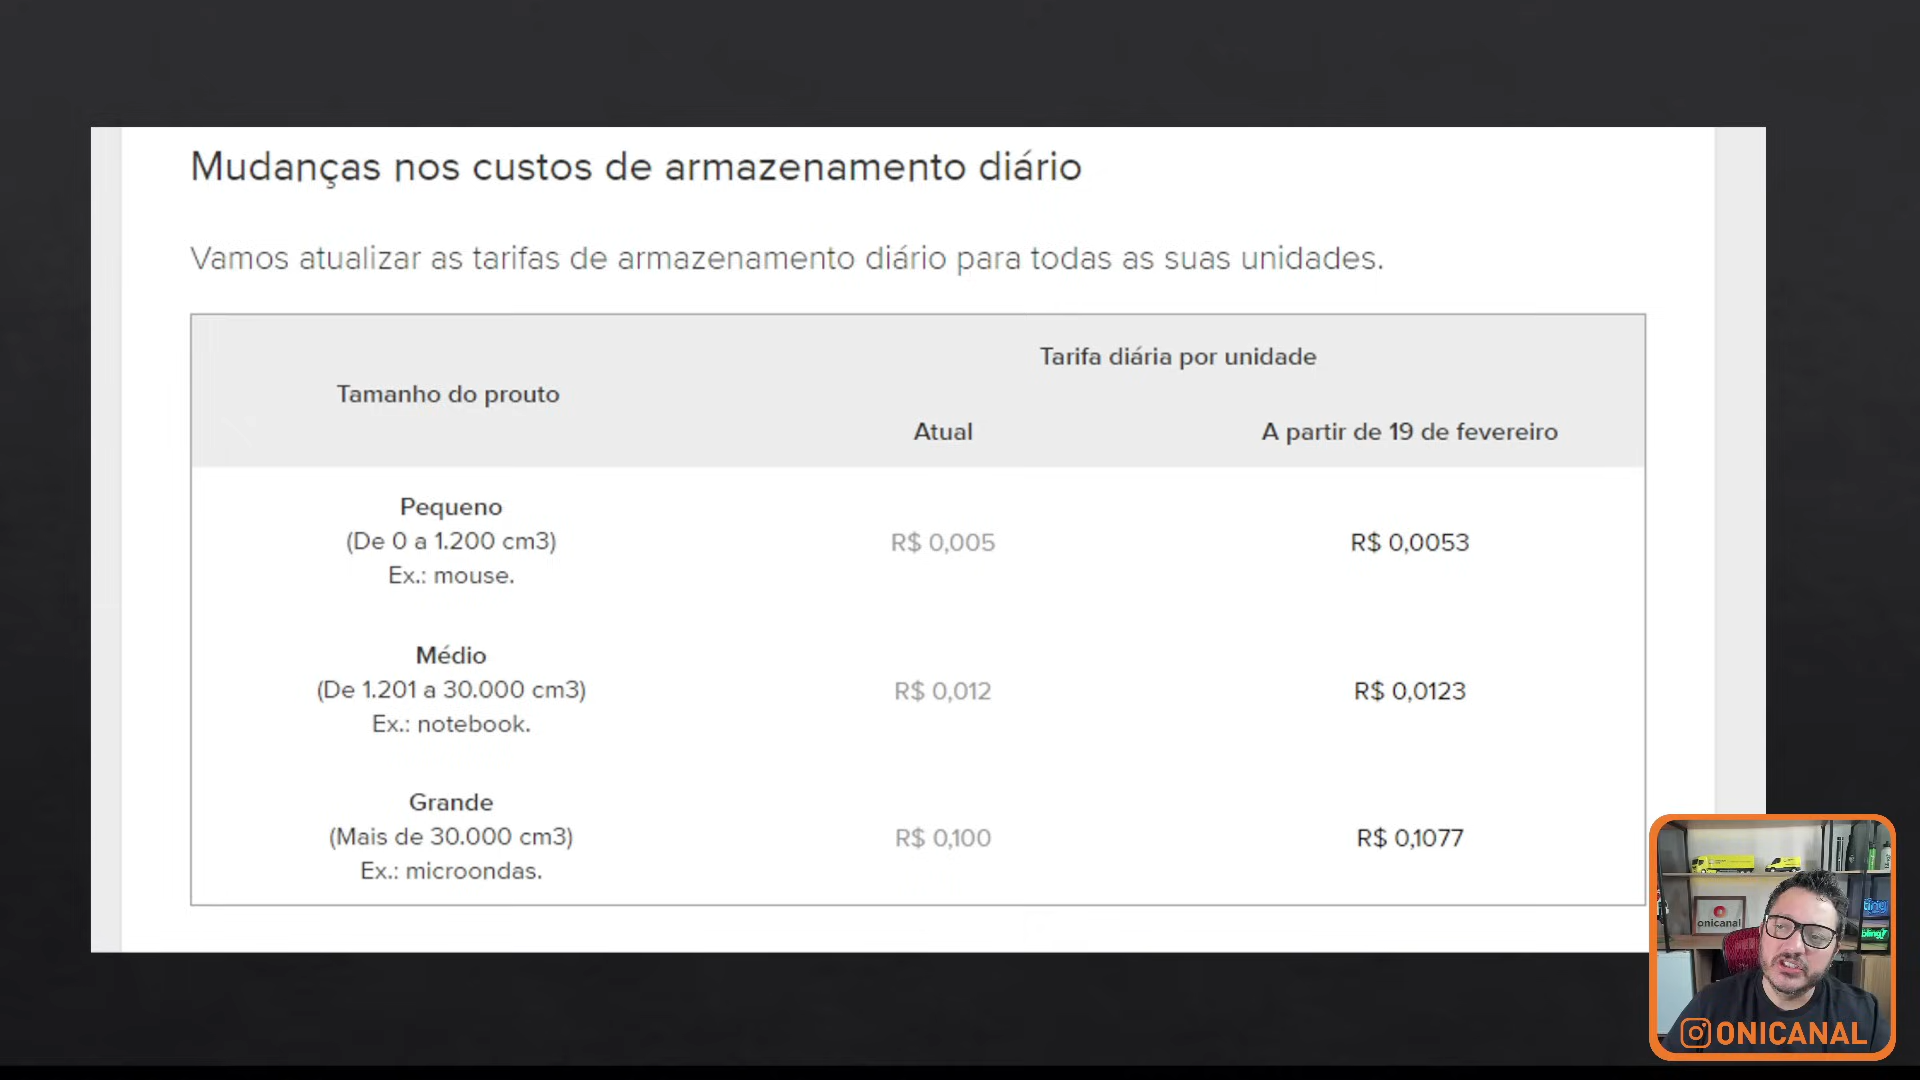 Mudanças nos custos de armazenamento diário
Vamos atualizar as tarifas de armazenamento diário para todas as suas unidades.
Tamanho do prouto
Tarifa diária por unidade
Atual
A partir de 19 de fevereiro
Pequeno
(De 0 a 1.200 cm3)
Ex.: mouse.
R$ 0,005
R$ 0,0053
Médio
(De 1.201 a 30.000 cm3)
Ex.: notebook.
R$ 0,012
R$ 0,0123
Grande
(Mais de 30.000 cm3)
Ex.: microondas.
R$ 0,100
R$ 0,1077
onicanal
bling!
ONICANAL